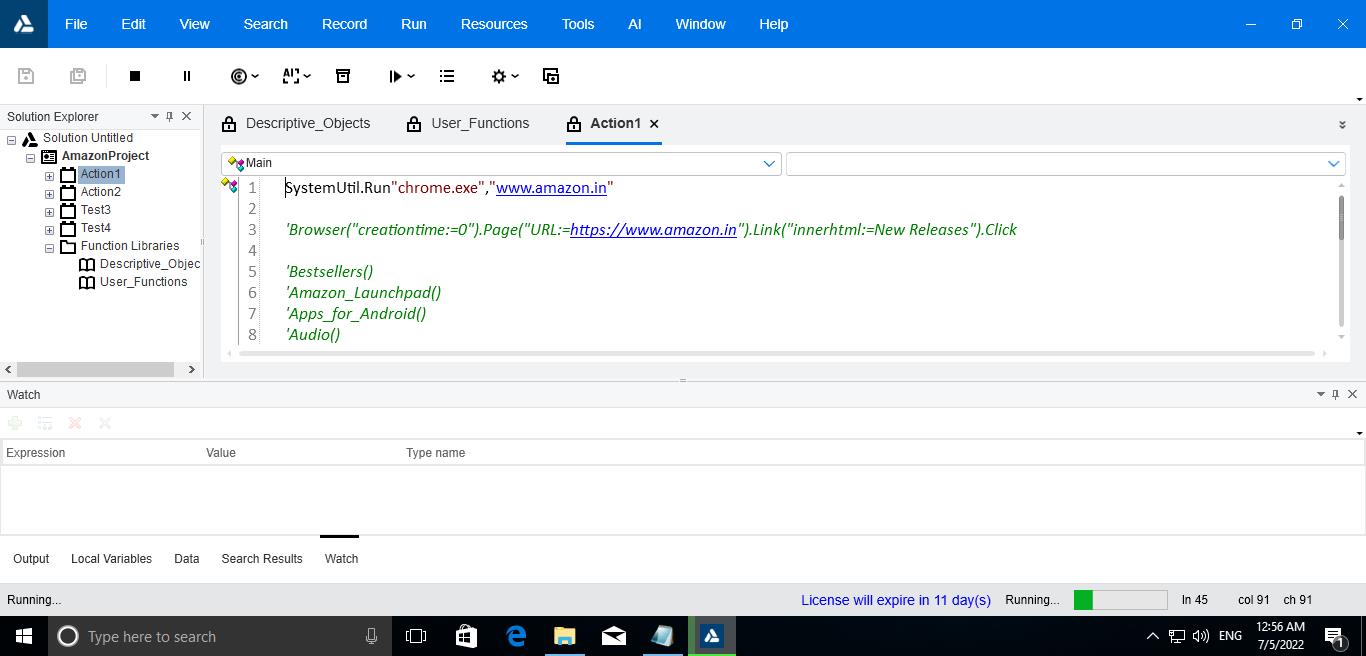 File Edit View Search Record Run Resources Tools AI Window Help
Solution Explorer
Solution Untitled
AmazonProject
Action1
Action2
Test3
Test4
Function Libraries
Descriptive_Objec
User_Functions
Descriptive_Objects User_Functions Action1
Main
1 SystemUtil.Run"chrome.exe","www.amazon.in"
2
3 'Browser("creationtime:=0").Page("URL:=https://www.amazon.in").Link("innerhtml:=New Releases").Click
4
5 'Bestsellers()
6 'Amazon_Launchpad()
7 'Apps_for_Android()
8 'Audio()
Watch
Expression Value Type name
Output Local Variables Data Search Results Watch
Running... License will expire in 11 day(s) Running... ln 45 col 91 ch 91
Type here to search
ENG
12:56 AM
7/5/2022
1